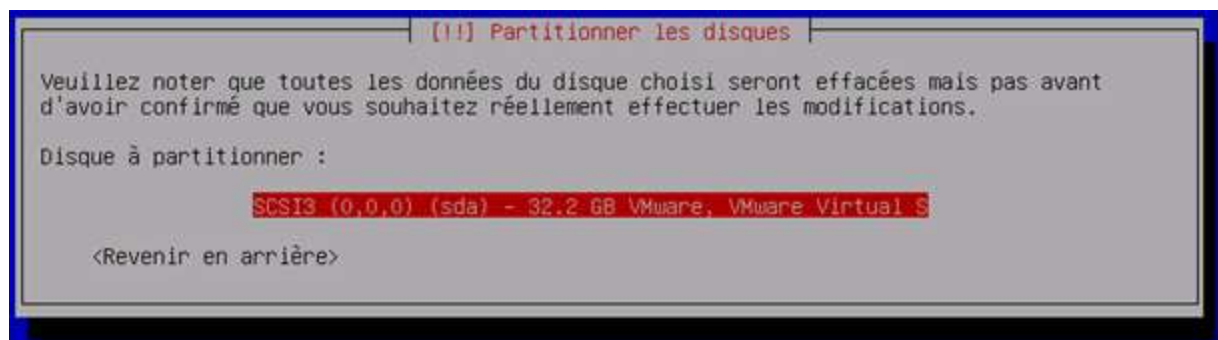 [!!] Partitionner les disques
Veuillez noter que toutes les données du disque choisi seront effacées mais pas avant
d'avoir confirmé que vous souhaitez réellement effectuer les modifications.
Disque à partitionner :
SCSI3 (0,0,0) (sda) - 32.2 GB VMware, VMware Virtual S
<Revenir en arrière>